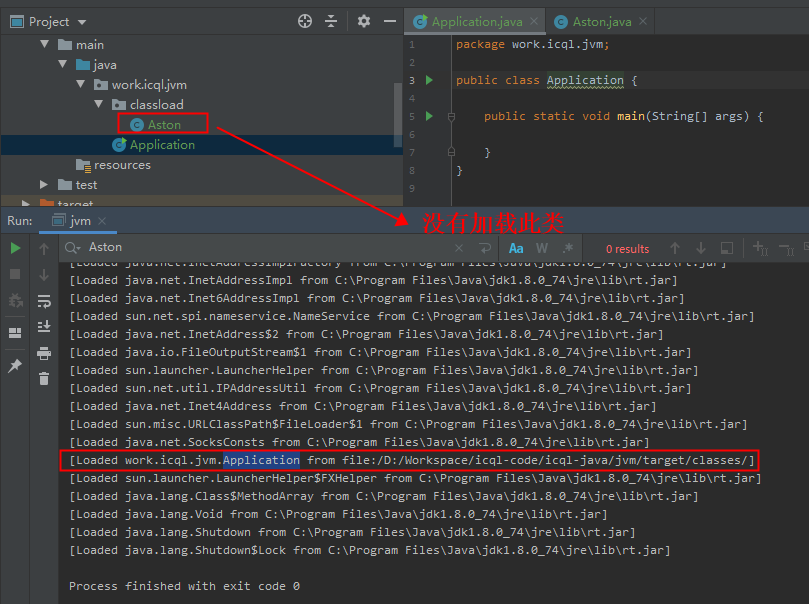 Project
main
java
work.icql.jvm
classload
Aston
Application
resources
test
target
Application.java
Aston.java
1 package work.icql.jvm;
2
3 public class Application {
4
5 public static void main(String[] args) {
6
7 }
8 }
9
没有加载此类
Run: jvm
Aston
Aa W .* 0 results
[Loaded java.net.InetAddressImplFactory from C:\Program Files\Java\jdk1.8.0_74\jre\lib\rt.jar]
[Loaded java.net.InetAddressImpl from C:\Program Files\Java\jdk1.8.0_74\jre\lib\rt.jar]
[Loaded java.net.Inet6AddressImpl from C:\Program Files\Java\jdk1.8.0_74\jre\lib\rt.jar]
[Loaded sun.net.spi.nameservice.NameService from C:\Program Files\Java\jdk1.8.0_74\jre\lib\rt.jar]
[Loaded java.net.InetAddress$2 from C:\Program Files\Java\jdk1.8.0_74\jre\lib\rt.jar]
[Loaded java.io.FileOutputStream$1 from C:\Program Files\Java\jdk1.8.0_74\jre\lib\rt.jar]
[Loaded sun.launcher.LauncherHelper from C:\Program Files\Java\jdk1.8.0_74\jre\lib\rt.jar]
[Loaded sun.net.util.IPAddressUtil from C:\Program Files\Java\jdk1.8.0_74\jre\lib\rt.jar]
[Loaded java.net.Inet4Address from C:\Program Files\Java\jdk1.8.0_74\jre\lib\rt.jar]
[Loaded sun.misc.URLClassPath$FileLoader$1 from C:\Program Files\Java\jdk1.8.0_74\jre\lib\rt.jar]
[Loaded java.net.SocksConsts from C:\Program Files\Java\jdk1.8.0_74\jre\lib\rt.jar]
[Loaded work.icql.jvm.Application from file:/D:/Workspace/icql-code/icql-java/jvm/target/classes/]
[Loaded sun.launcher.LauncherHelper$FXHelper from C:\Program Files\Java\jdk1.8.0_74\jre\lib\rt.jar]
[Loaded java.lang.Class$MethodArray from C:\Program Files\Java\jdk1.8.0_74\jre\lib\rt.jar]
[Loaded java.lang.Void from C:\Program Files\Java\jdk1.8.0_74\jre\lib\rt.jar]
[Loaded java.lang.Shutdown from C:\Program Files\Java\jdk1.8.0_74\jre\lib\rt.jar]
[Loaded java.lang.Shutdown$Lock from C:\Program Files\Java\jdk1.8.0_74\jre\lib\rt.jar]
Process finished with exit code 0